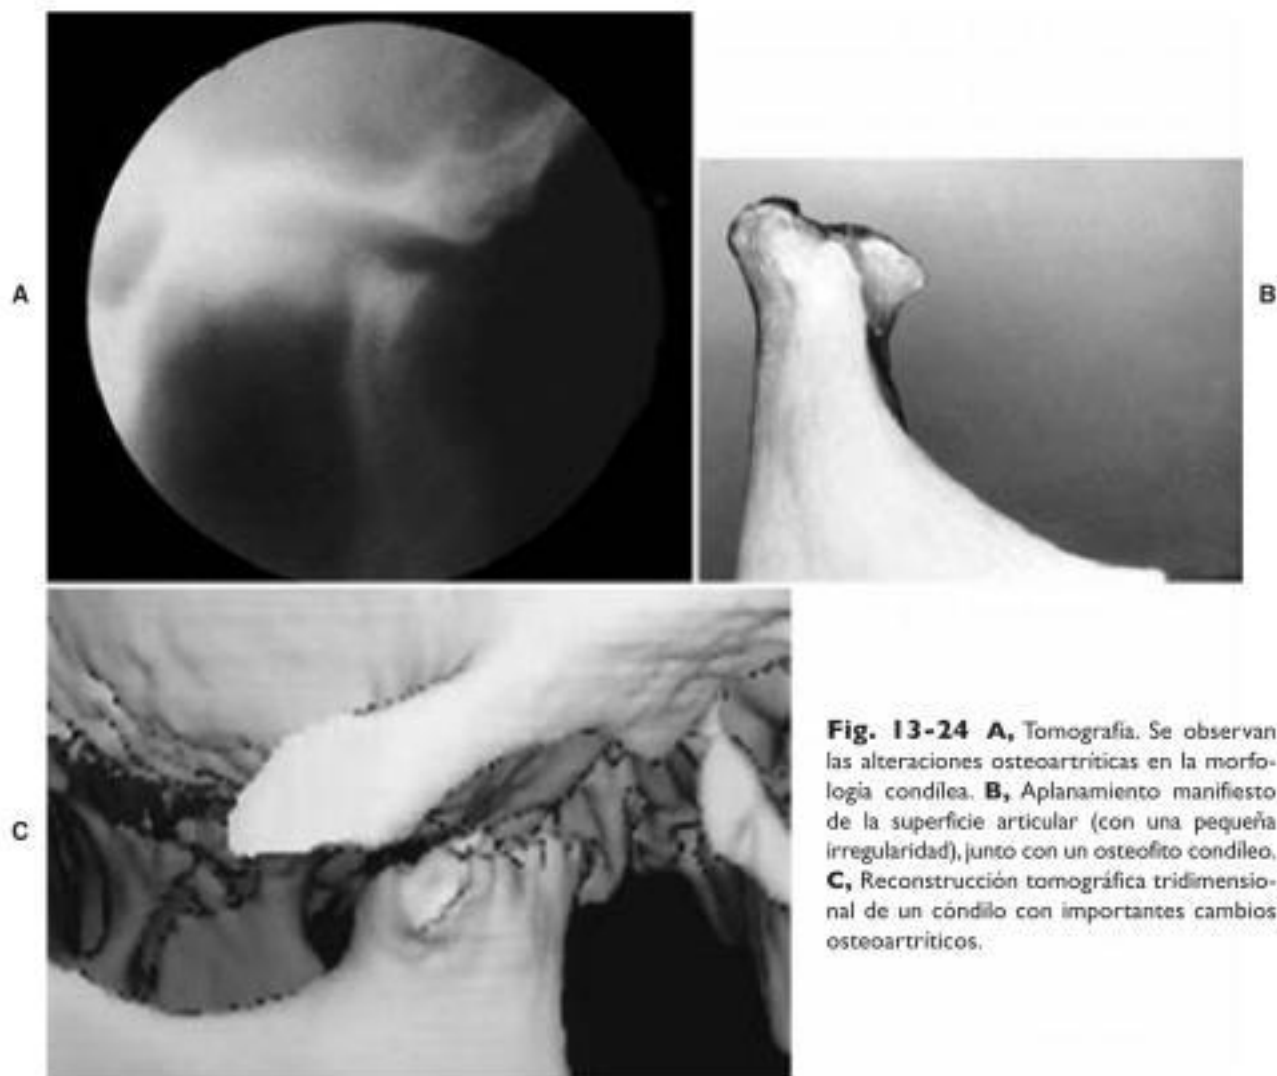 A
B
C
Fig. 13-24 A, Tomografía. Se observan
las alteraciones osteoartríticas en la morfo-
logía condílea. B, Aplanamiento manifiesto
de la superficie articular (con una pequeña
irregularidad), junto con un osteofito condíleo.
C, Reconstrucción tomográfica tridimensio-
nal de un cóndilo con importantes cambios
osteoartríticos.